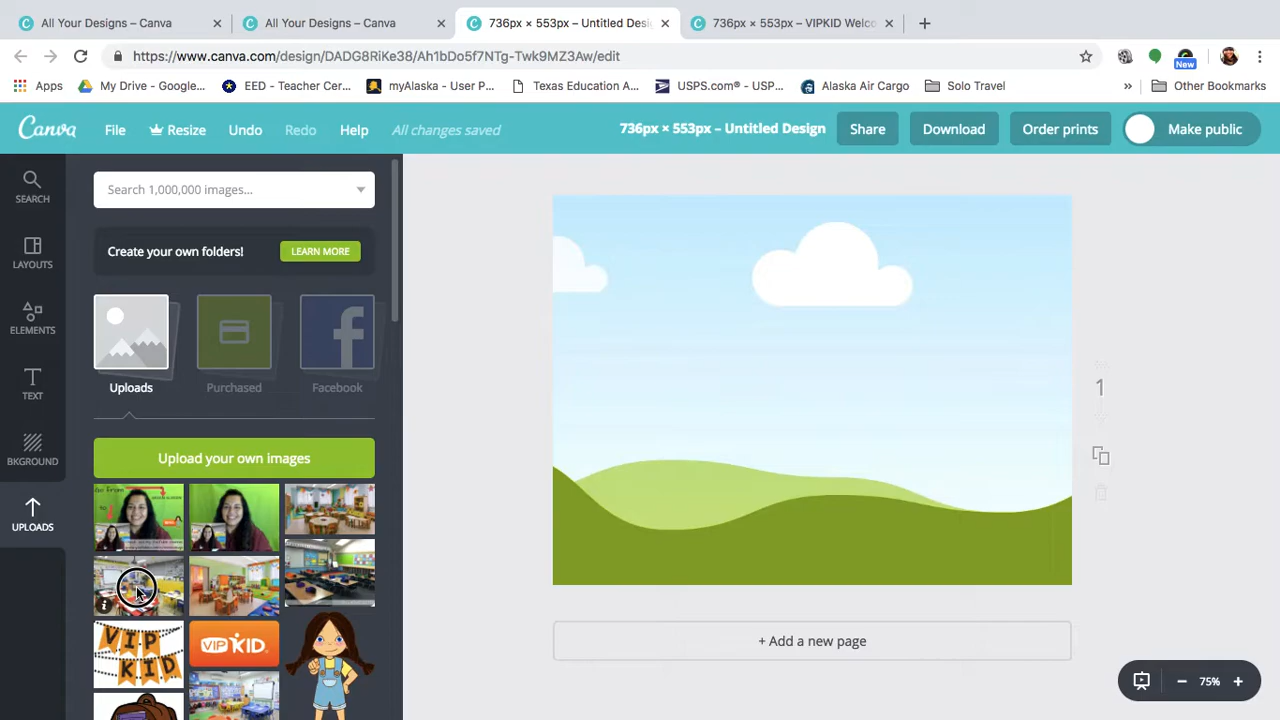 All Your Designs – Canva
All Your Designs – Canva
736px × 553px – Untitled Desi
736px × 553px – VIPKID Welco
https://www.canva.com/design/DADG8RiKe38/Ah1bDo5f7NTg-Twk9MZ3Aw/edit
New
Apps
My Drive - Google...
EED - Teacher Cer...
myAlaska - User P...
Texas Education A...
USPS.com® - USP...
Alaska Air Cargo
Solo Travel
»
Other Bookmarks
Canva
File
Resize
Undo
Redo
Help
All changes saved
736px × 553px – Untitled Design
Share
Download
Order prints
Make public
SEARCH
LAYOUTS
ELEMENTS
TEXT
BKGROUND
UPLOADS
Search 1,000,000 images...
Create your own folders!
LEARN MORE
Uploads
Purchased
Facebook
Upload your own images
VIP
KID
VIP KID
1
+ Add a new page
75%